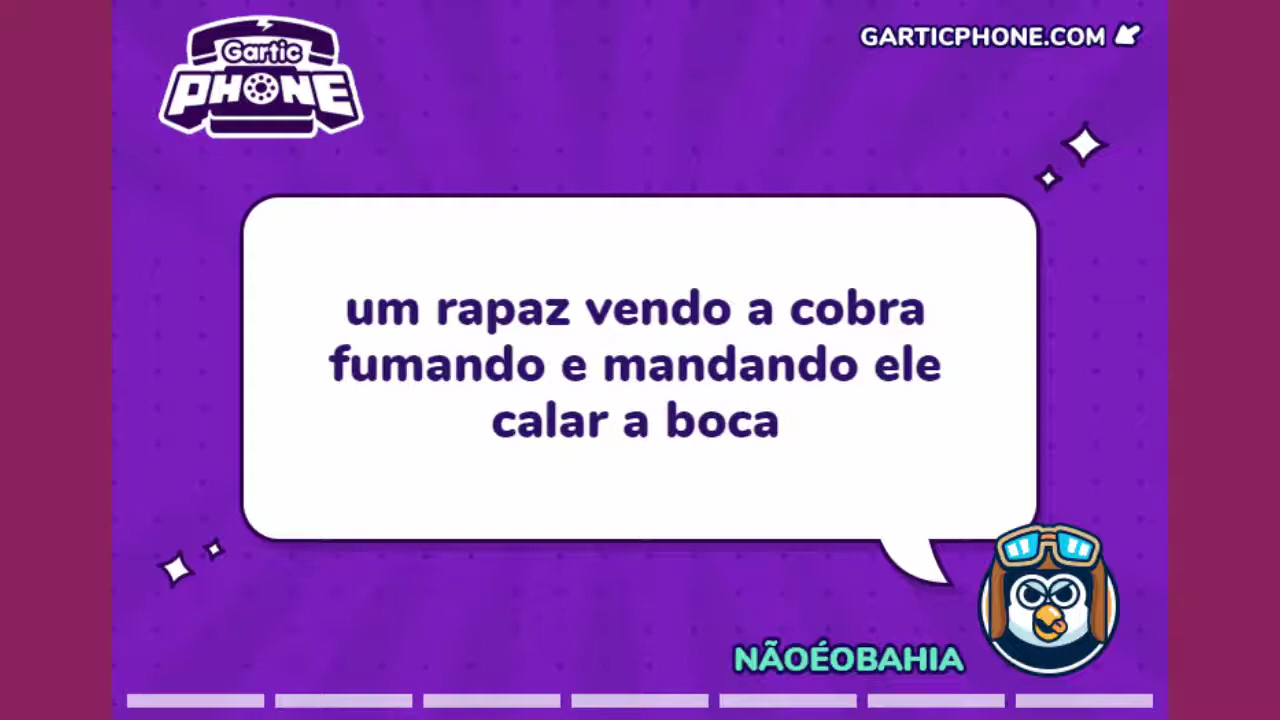 Gartic
PHONE
GARTICPHONE.COM
um rapaz vendo a cobra
fumando e mandando ele
calar a boca
NÃOÉOBAHIA